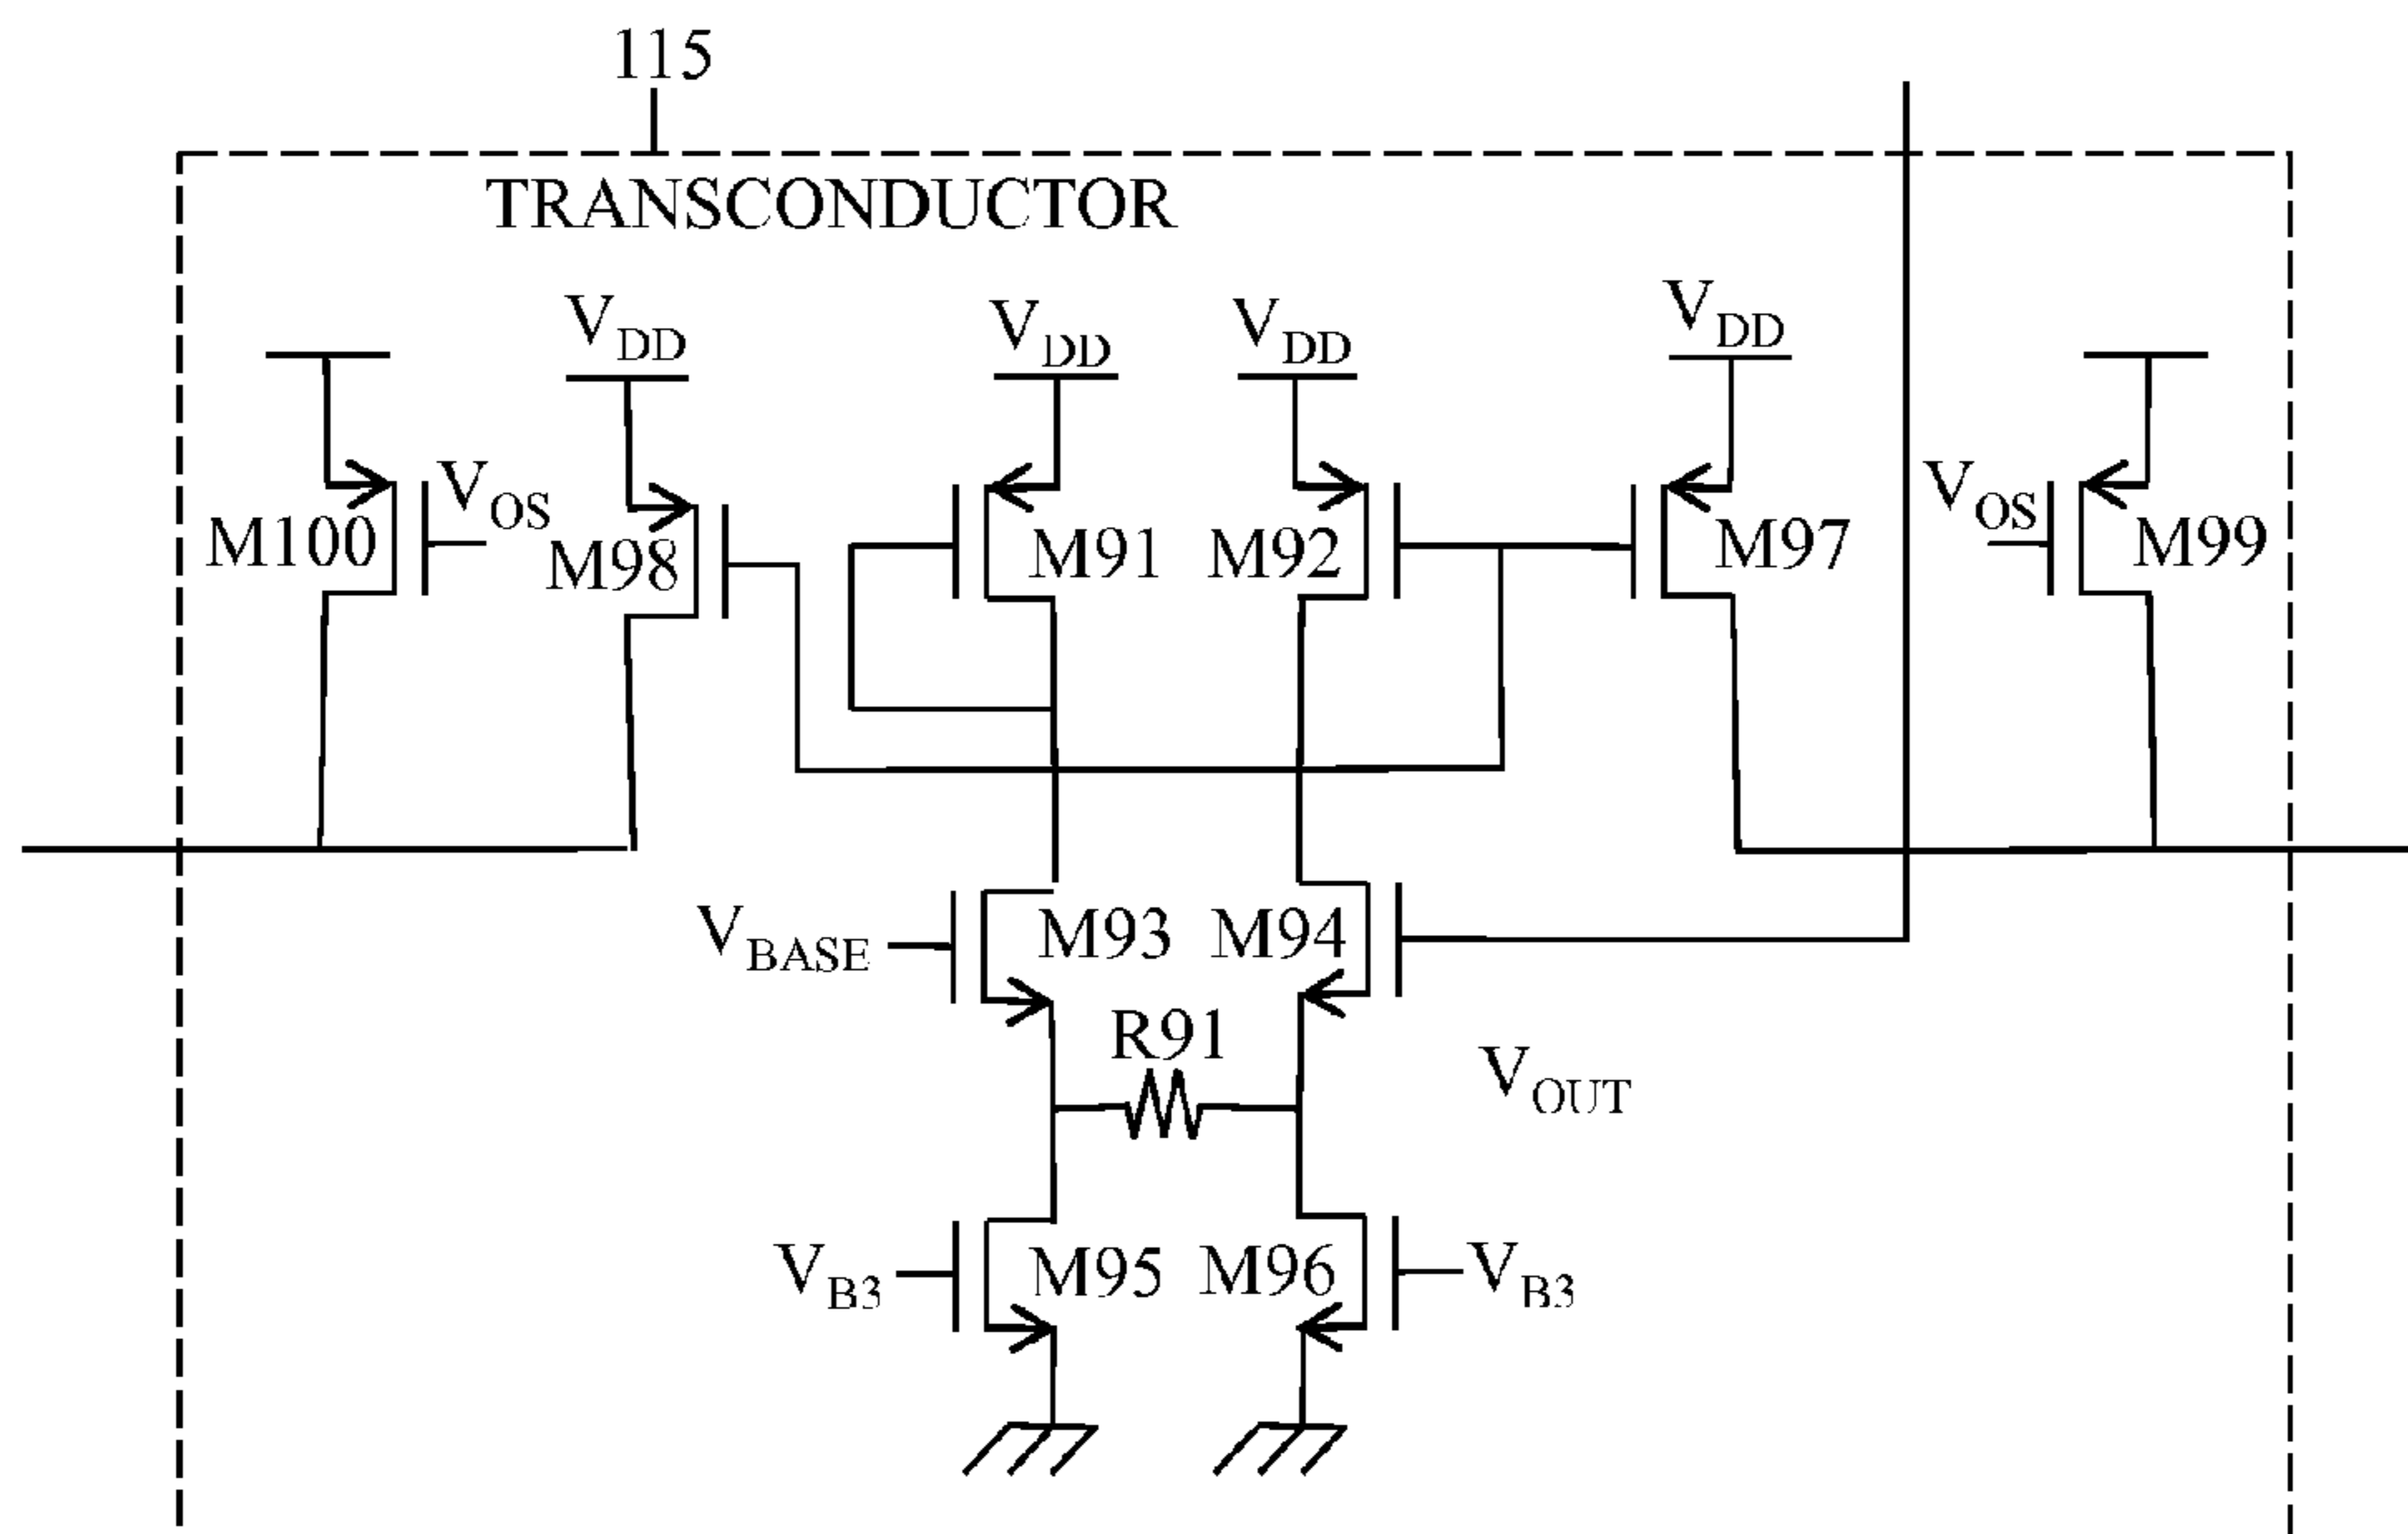 115
TRANSCONDUCTOR
VDD
VDD
VDD
VDD
M100
VOS
M98
M91
M92
M97
VOS
M99
VBASE
M93
M94
R91
VOUT
VB3
M95
M96
VB3